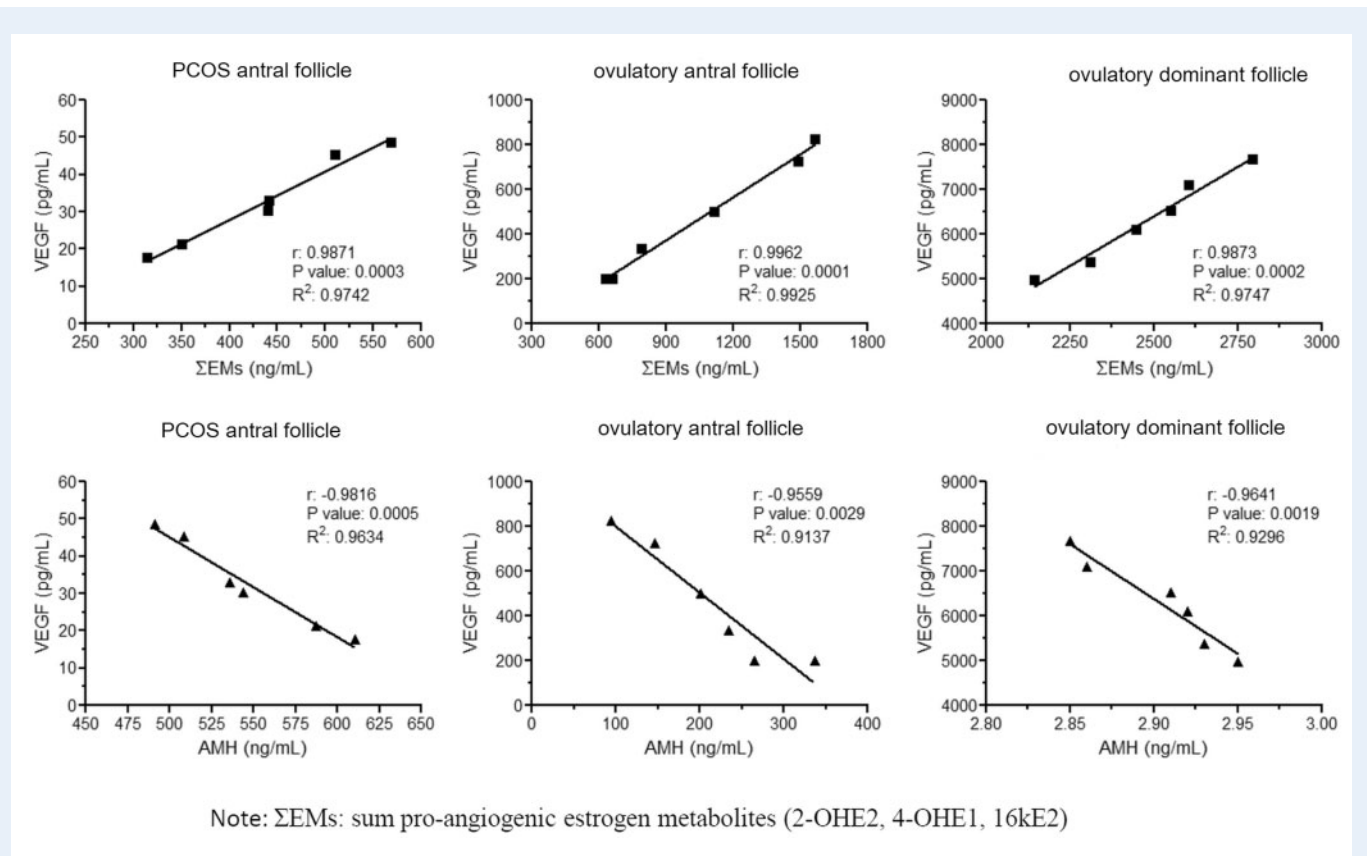 PCOS antral follicle
VEGF (pg/mL)
60
50
40
30
20
10
0
r: 0.9871
P value: 0.0003
R²: 0.9742
250 300 350 400 450 500 550 600
ΣEMs (ng/mL)
ovulatory antral follicle
VEGF (pg/mL)
1000
800
600
400
200
0
r: 0.9962
P value: 0.0001
R²: 0.9925
300 600 900 1200 1500 1800
ΣEMs (ng/mL)
ovulatory dominant follicle
VEGF (pg/mL)
9000
8000
7000
6000
5000
4000
r: 0.9873
P value: 0.0002
R²: 0.9747
2000 2250 2500 2750 3000
ΣEMs (ng/mL)
PCOS antral follicle
VEGF (pg/mL)
60
50
40
30
20
10
0
r: -0.9816
P value: 0.0005
R²: 0.9634
450 475 500 525 550 575 600 625 650
AMH (ng/mL)
ovulatory antral follicle
VEGF (pg/mL)
1000
800
600
400
200
0
r: -0.9559
P value: 0.0029
R²: 0.9137
0 100 200 300 400
AMH (ng/mL)
ovulatory dominant follicle
VEGF (pg/mL)
9000
8000
7000
6000
5000
4000
r: -0.9641
P value: 0.0019
R²: 0.9296
2.80 2.85 2.90 2.95 3.00
AMH (ng/mL)
Note: ΣEMs: sum pro-angiogenic estrogen metabolites (2-OHE2, 4-OHE1, 16kE2)